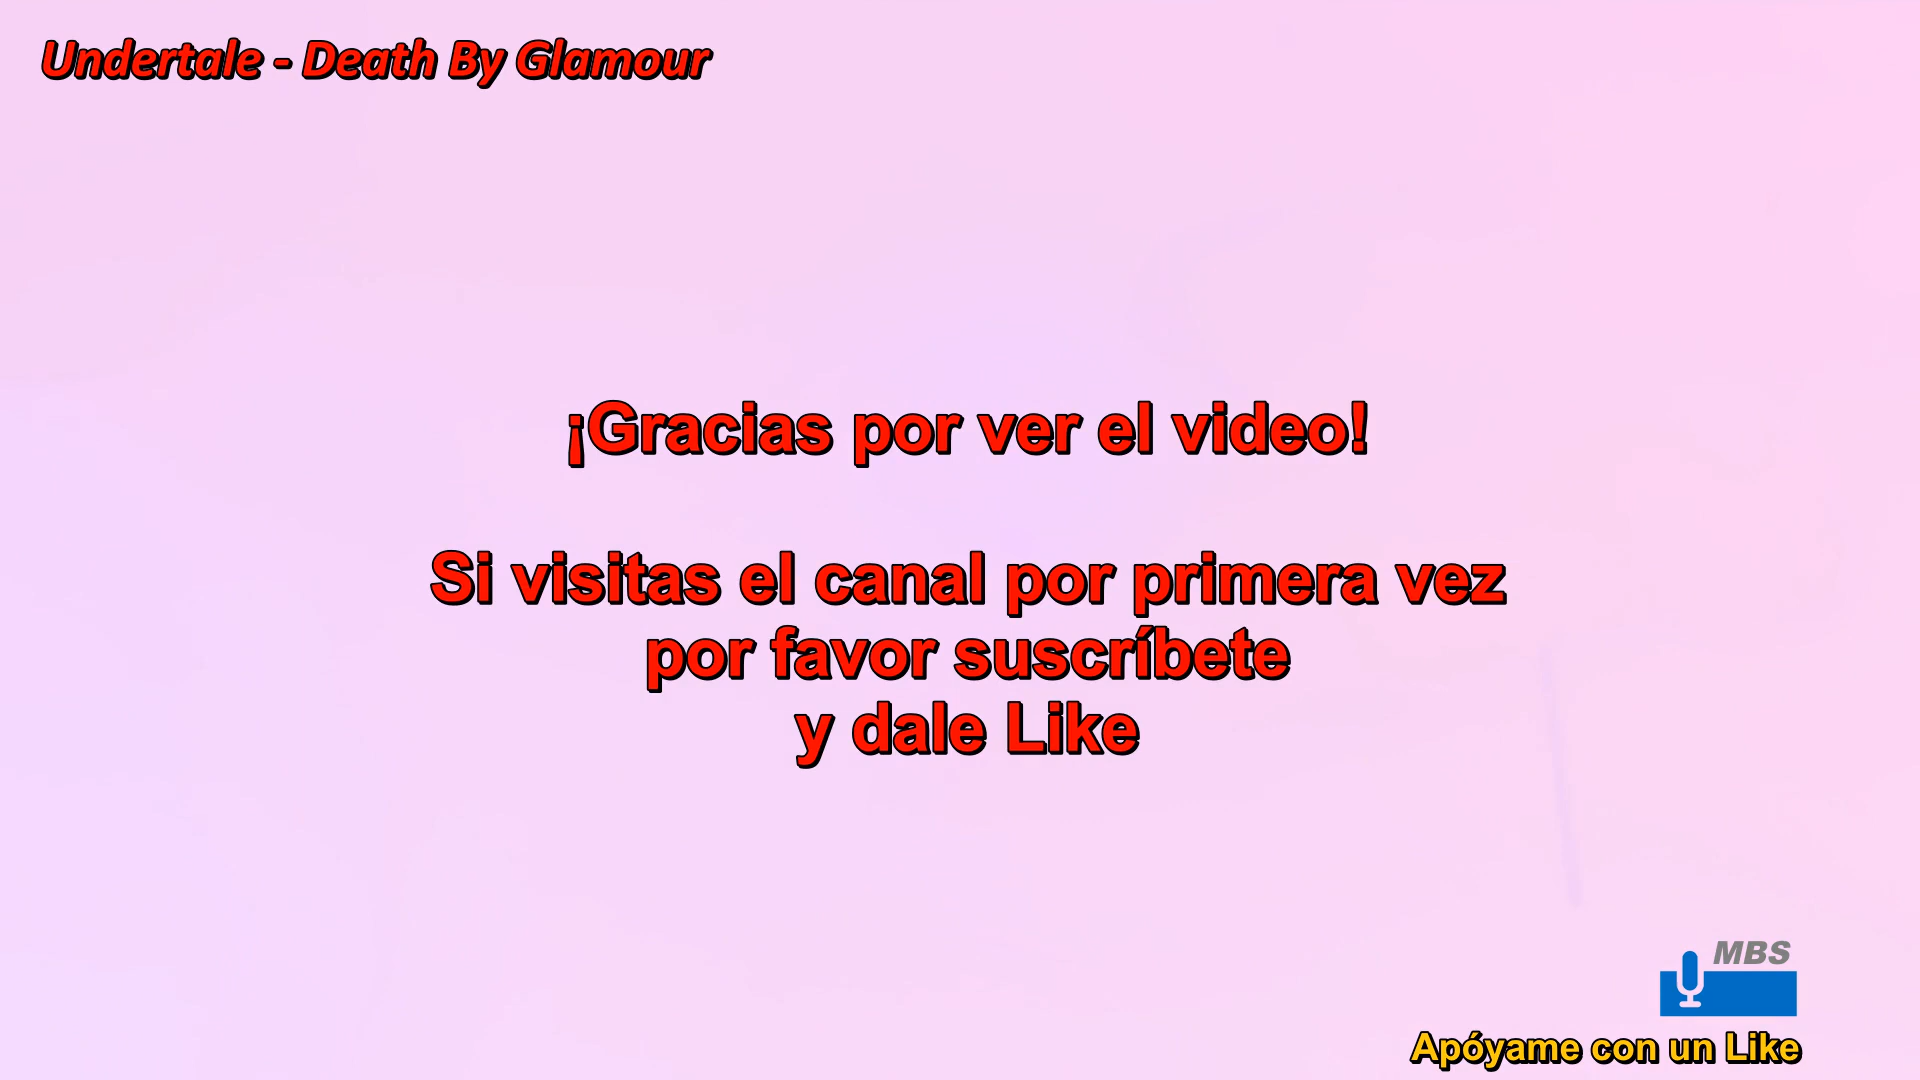 Undertale - Death By Glamour
¡Gracias por ver el video!
Si visitas el canal por primera vez
por favor suscríbete
y dale Like
MBS
Apóyame con un Like